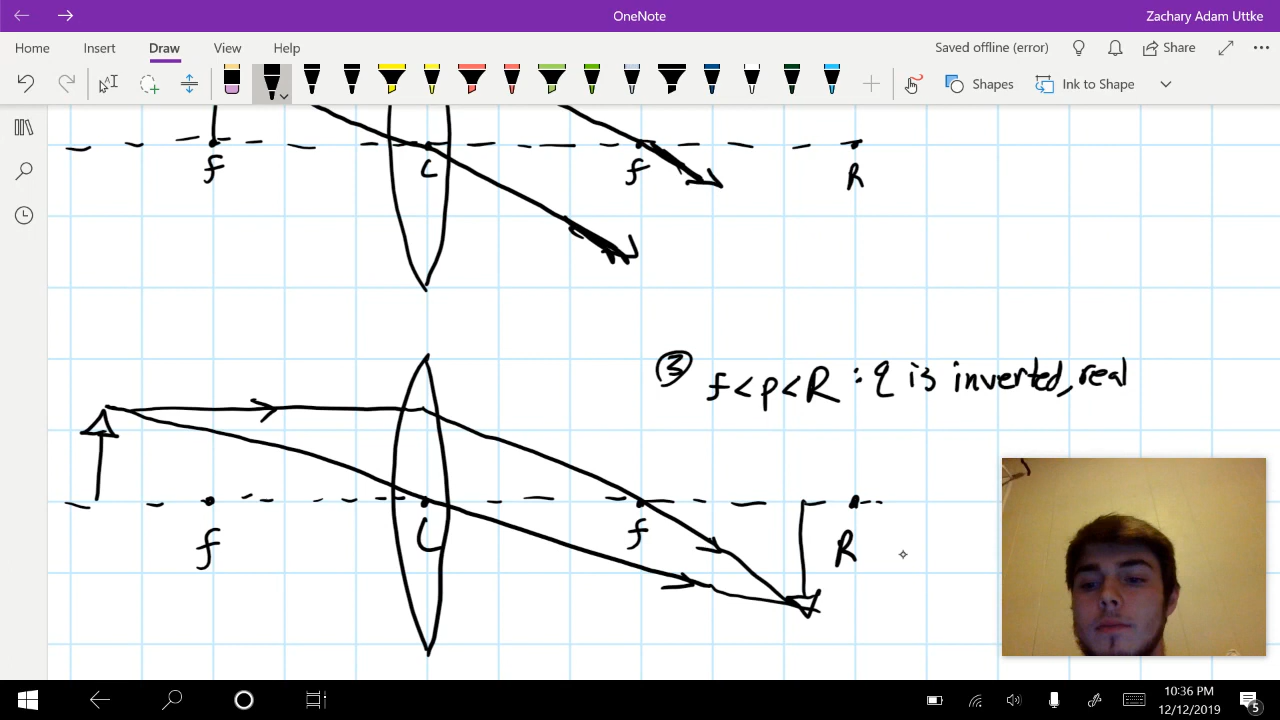 OneNote
Zachary Adam Uttke
Home Insert Draw View Help
Saved offline (error)
Share
Shapes
Ink to Shape
f C f R
③ f<p<R : q is inverted, real
f C f R
10:36 PM
12/12/2019
5